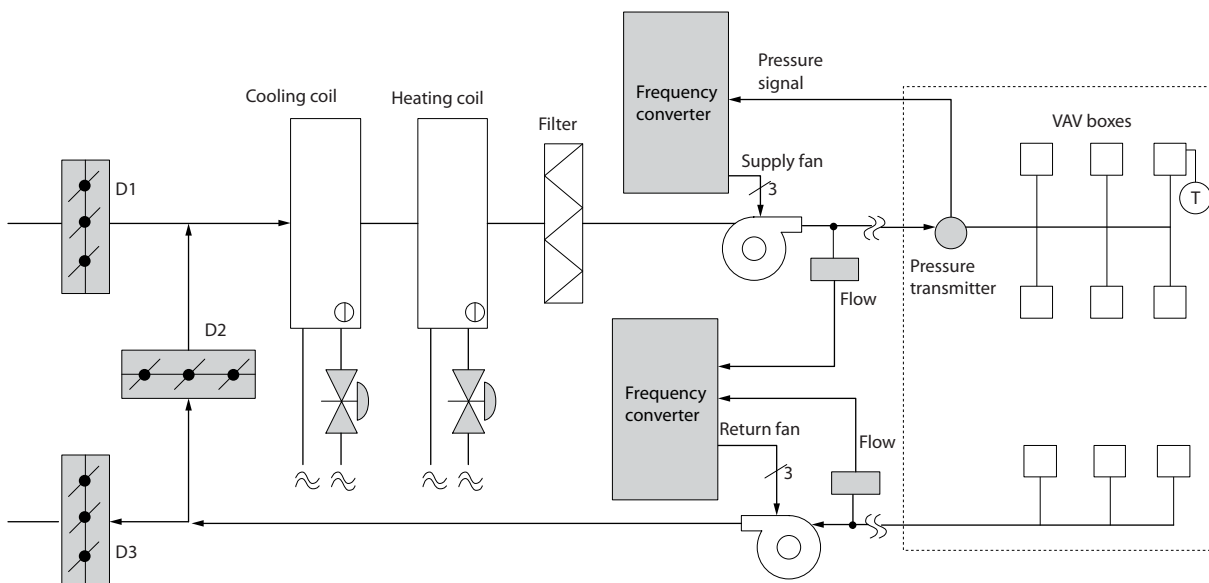 Cooling coil
Heating coil
Filter
Frequency
converter
Pressure
signal
VAV boxes
D1
Supply fan
3
T
Pressure
transmitter
Flow
D2
Frequency
converter
Return fan
3
Flow
D3